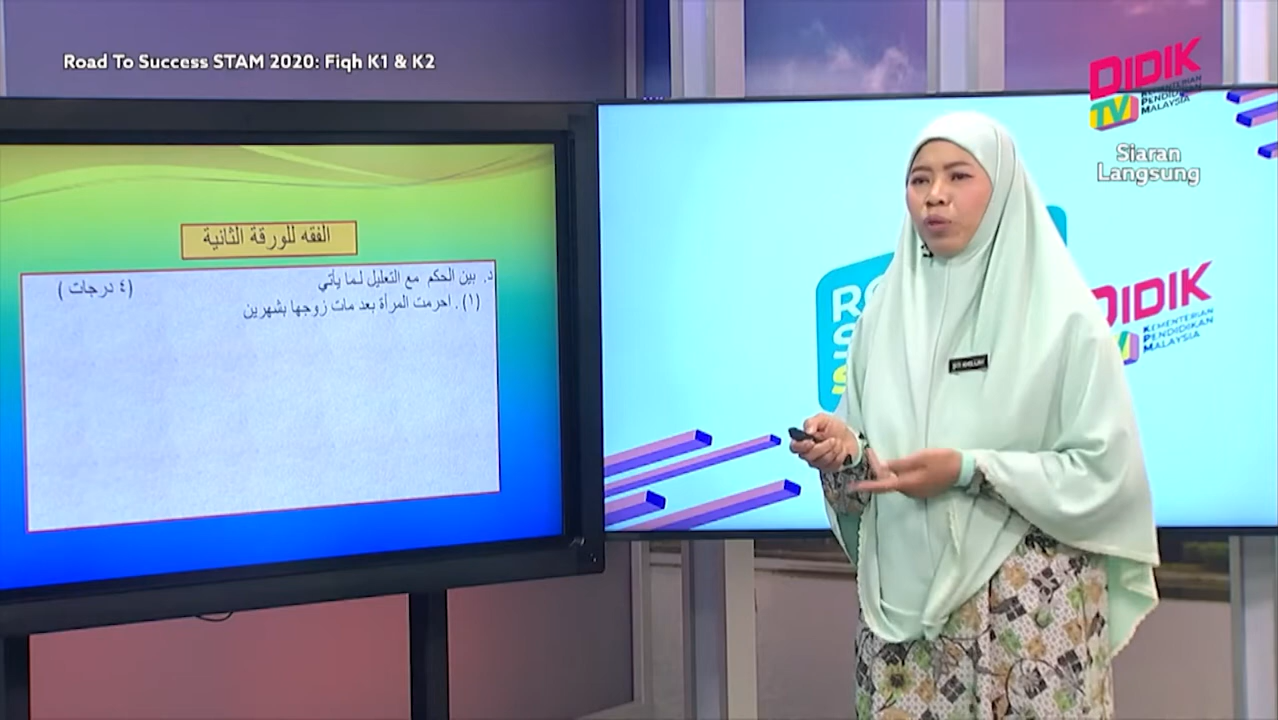 Road To Success STAM 2020: Fiqh K1 & K2
DIDIK
TV
KEMENTERIAN
PENDIDIKAN
MALAYSIA
Siaran
Langsung
الفقه للورقة الثانية
د. بين الحكم مع التعليل لما يأتي (٤ درجات)
(١). احرمت المرأة بعد مات زوجها بشهرين
DIDIK
KEMENTERIAN
PENDIDIKAN
MALAYSIA